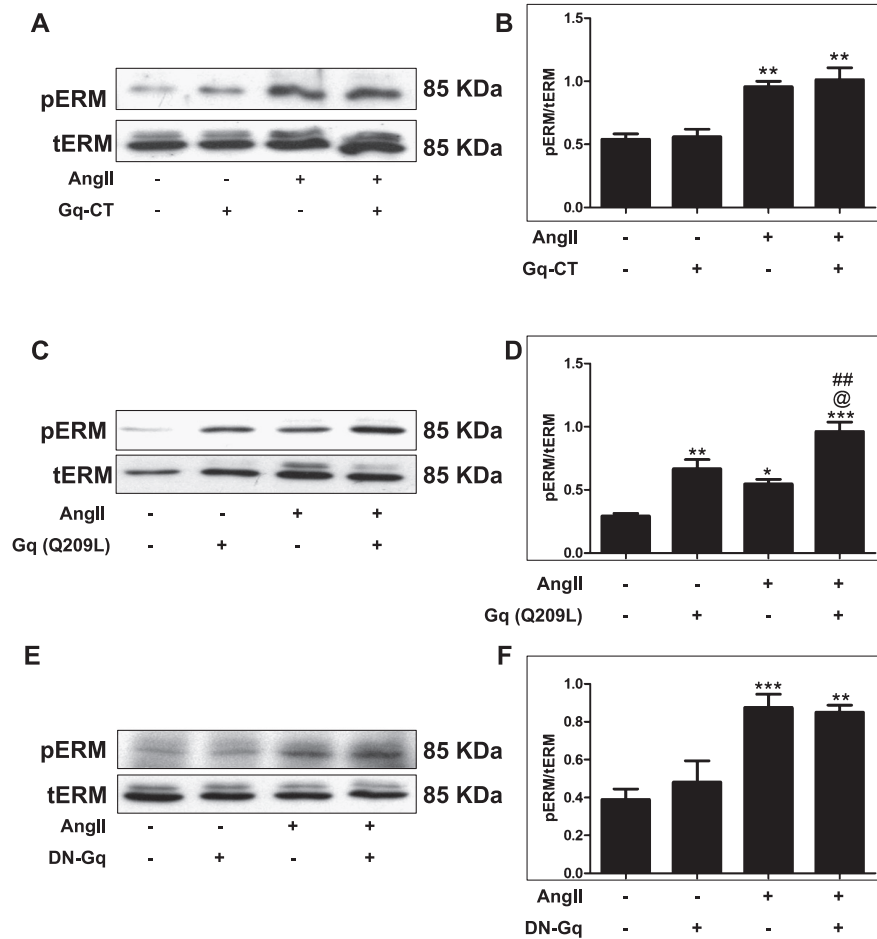 A
pERM 85 KDa
tERM 85 KDa
AngII - - + +
Gq-CT - + - +
B
pERM/tERM
1.5
1.0
0.5
0.0
** **
AngII - - + +
Gq-CT - + - +
C
pERM 85 KDa
tERM 85 KDa
AngII - - + +
Gq (Q209L) - + - +
D
pERM/tERM
1.5
1.0
0.5
0.0
##
@
***
**
*
AngII - - + +
Gq (Q209L) - + - +
E
pERM 85 KDa
tERM 85 KDa
AngII - - + +
DN-Gq - + - +
F
pERM/tERM
1.0
0.8
0.6
0.4
0.2
0.0
*** **
AngII - - + +
DN-Gq - + - +